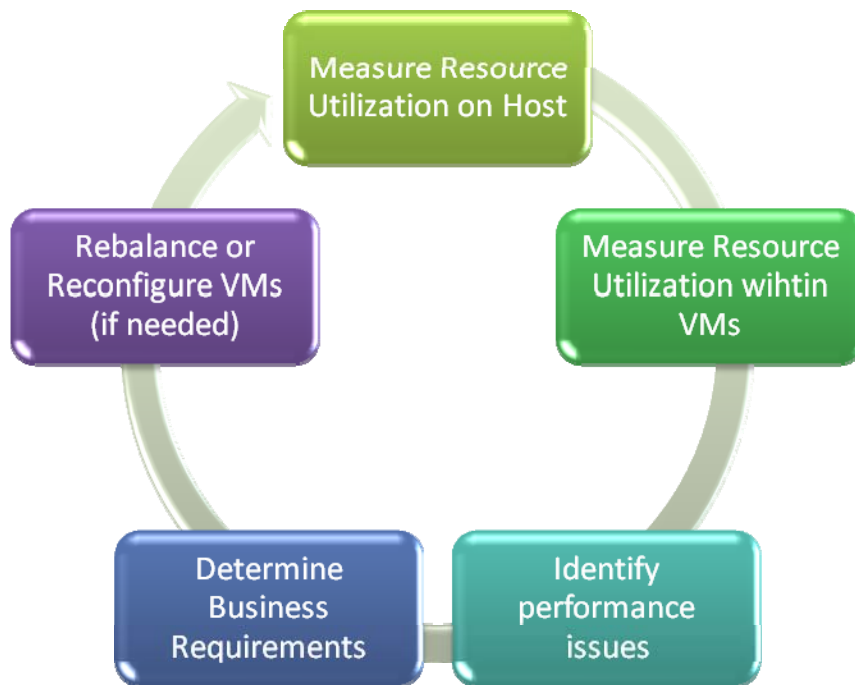 Measure Resource
Utilization on Host
Measure Resource
Utilization wihtin
VMs
Identify
performance
issues
Determine
Business
Requirements
Rebalance or
Reconfigure VMs
(if needed)